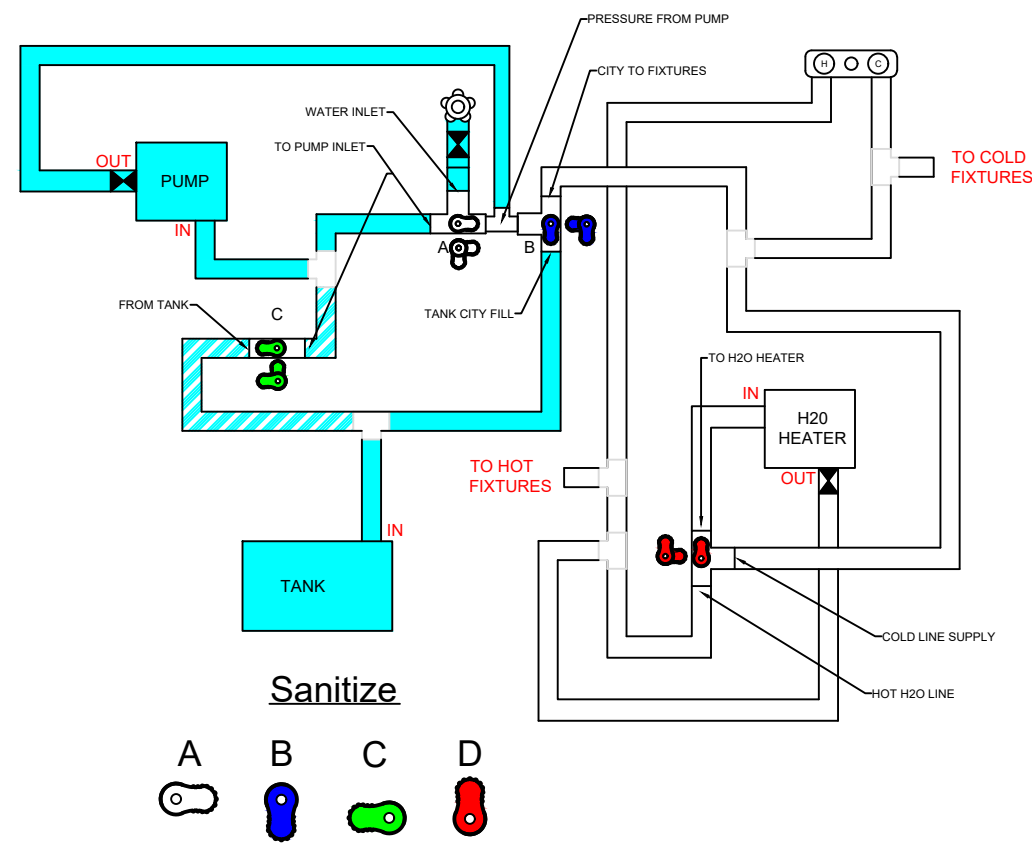 PRESSURE FROM PUMP
CITY TO FIXTURES
WATER INLET
TO PUMP INLET
H
C
TO COLD
FIXTURES
OUT
PUMP
IN
A
B
FROM TANK
C
TANK CITY FILL
TO H2O HEATER
IN
H20
HEATER
OUT
TO HOT
FIXTURES
IN
TANK
COLD LINE SUPPLY
HOT H2O LINE
Sanitize
A
B
C
D